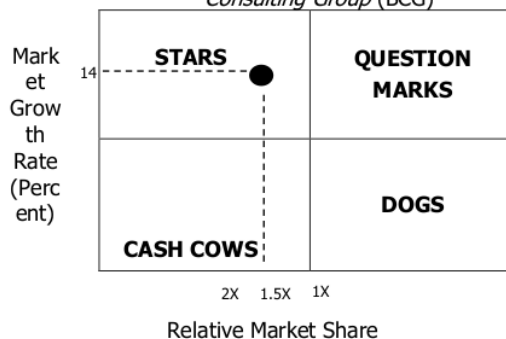 Consulting Group (BCG)
Mark
et
Grow
th
Rate
(Perc
ent)
14
STARS
QUESTION
MARKS
CASH COWS
DOGS
2X 1.5X 1X
Relative Market Share